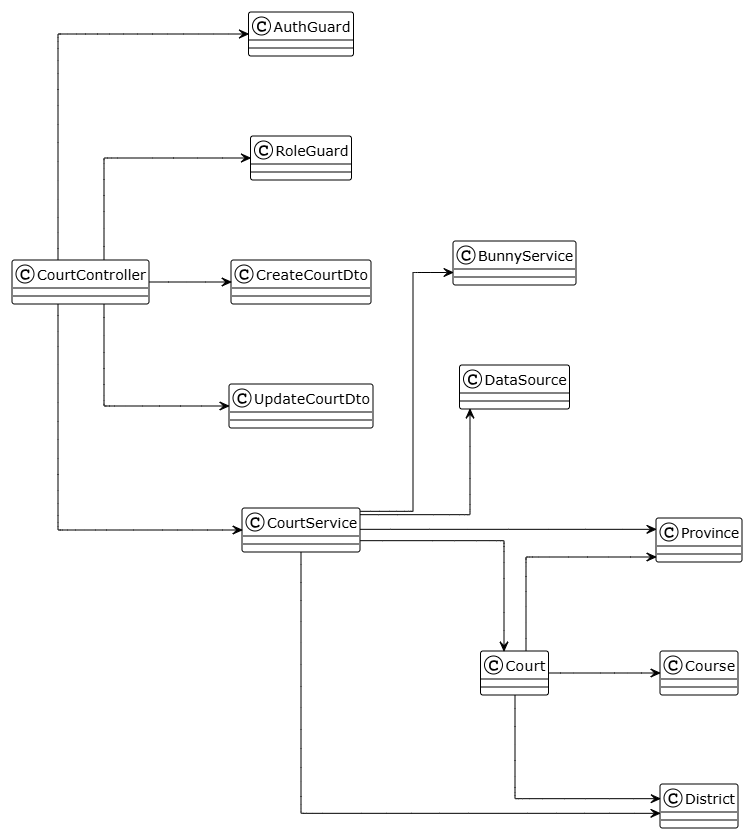 C AuthGuard
C RoleGuard
C BunnyService
C CourtController
C CreateCourtDto
C DataSource
C UpdateCourtDto
C CourtService
C Province
C Court
C Course
C District